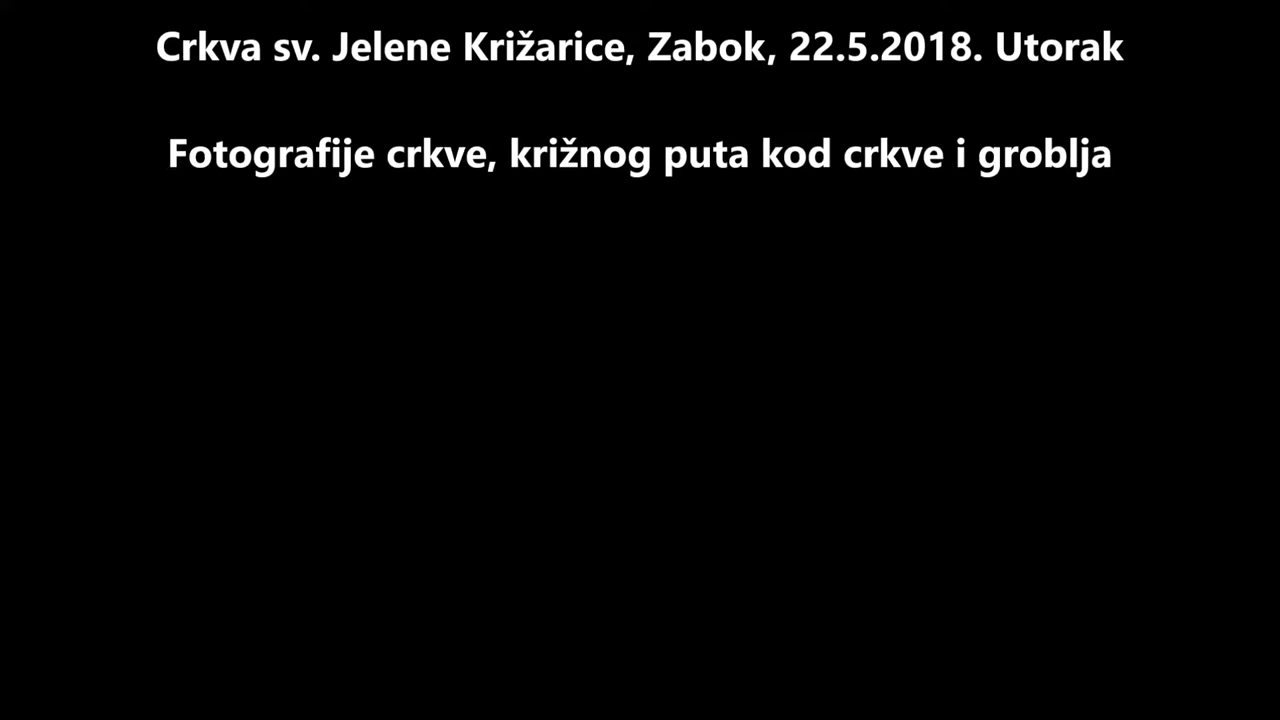 Crkva sv. Jelene Križarice, Zabok, 22.5.2018. Utorak
Fotografije crkve, križnog puta kod crkve i groblja